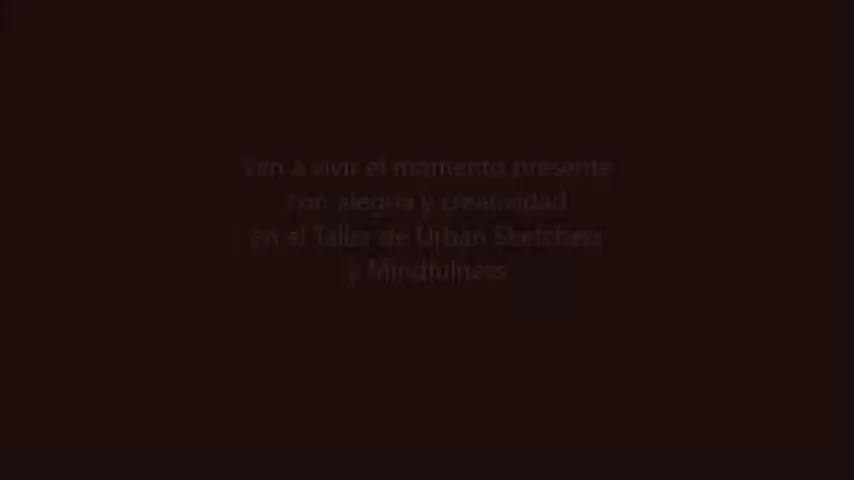 Ven a vivir el momento presente
con alegría y creatividad
en el Taller de Urban Sketchers
y Mindfulness